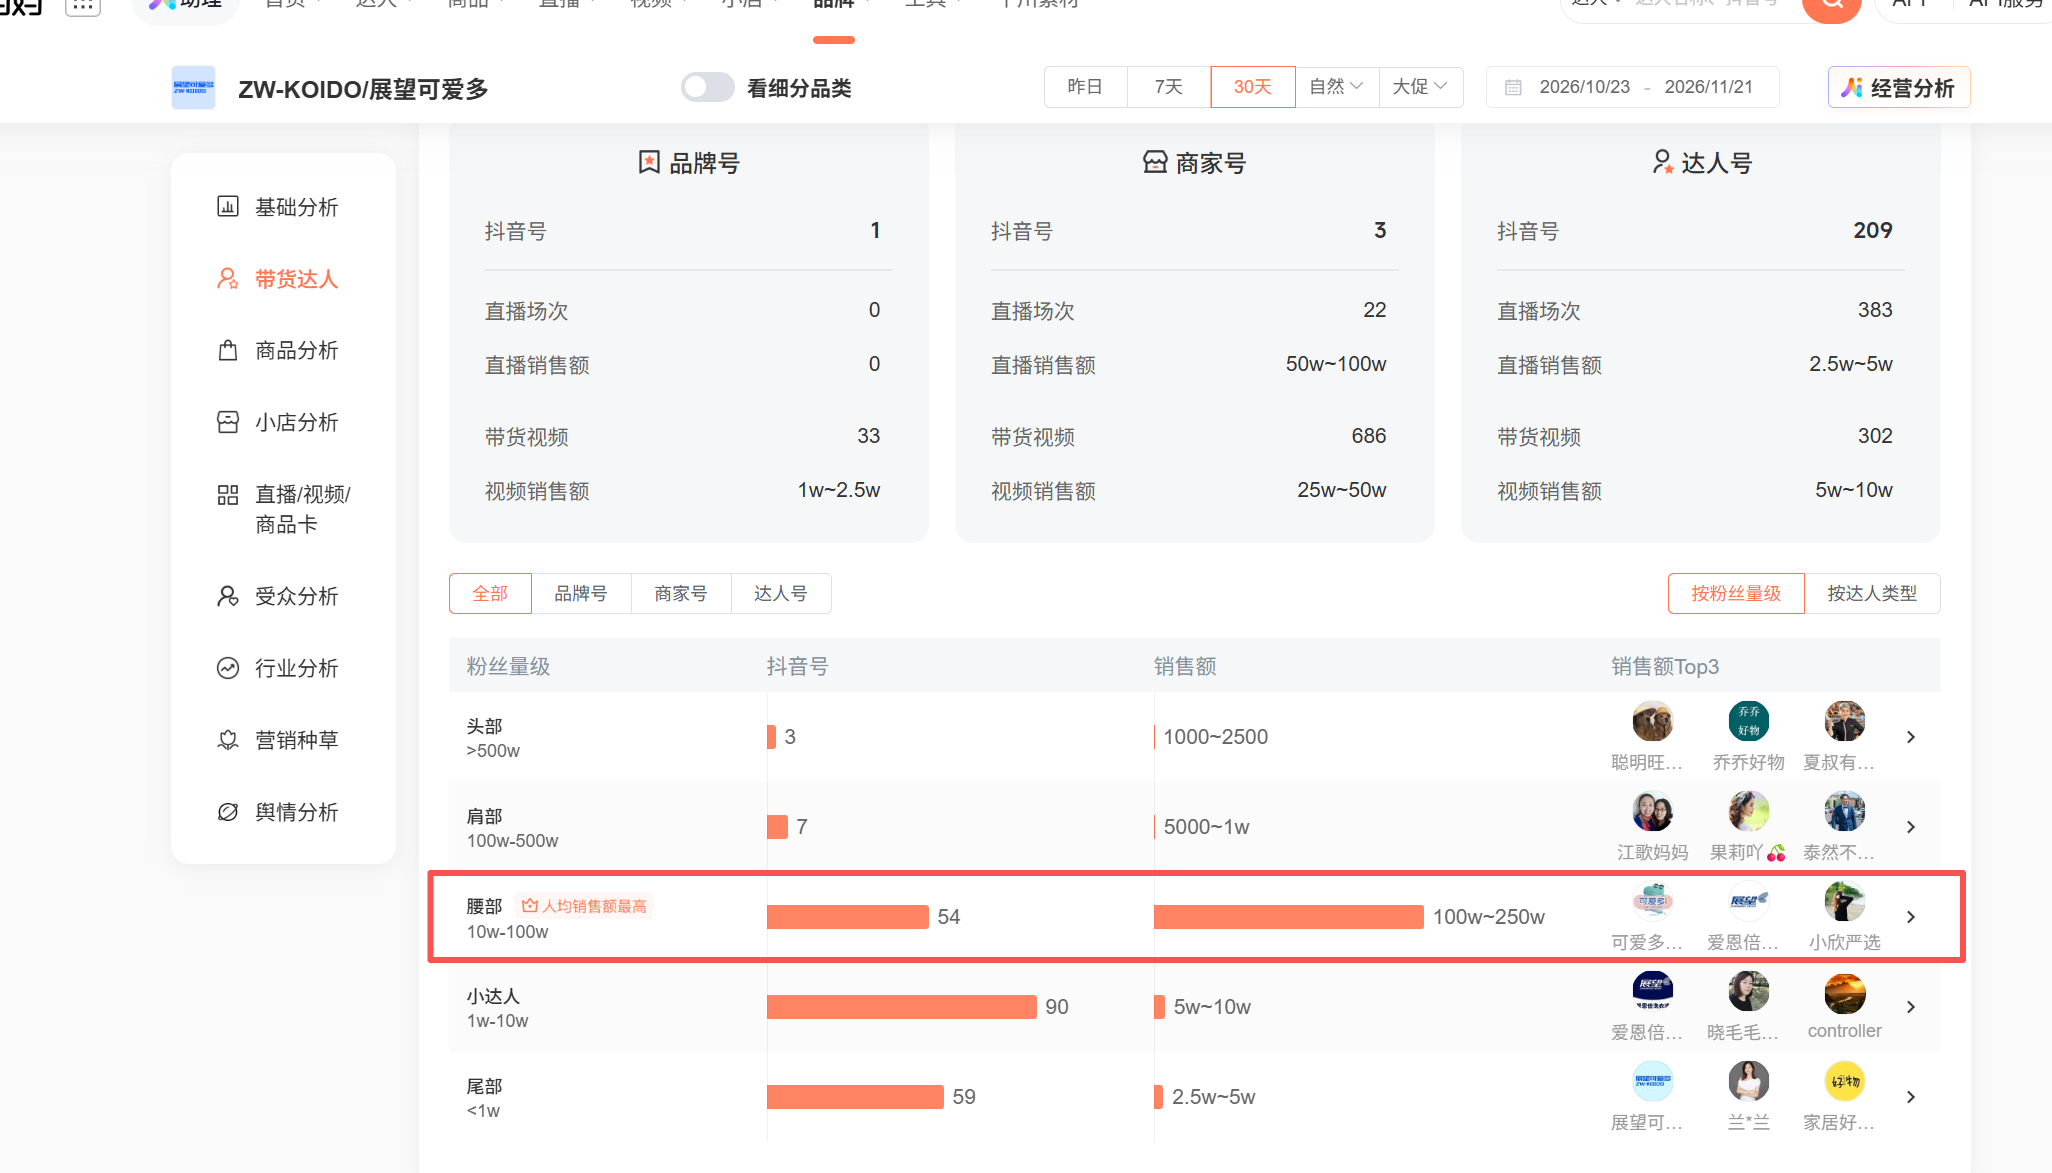 助理
品牌
ZW-KOIDO/展望可爱多
看细分品类
昨日
7天
30天
自然
大促
2026/10/23 - 2026/11/21
经营分析
基础分析
带货达人
商品分析
小店分析
直播/视频/
商品卡
受众分析
行业分析
营销种草
舆情分析
品牌号
抖音号 1
直播场次 0
直播销售额 0
带货视频 33
视频销售额 1w~2.5w
商家号
抖音号 3
直播场次 22
直播销售额 50w~100w
带货视频 686
视频销售额 25w~50w
达人号
抖音号 209
直播场次 383
直播销售额 2.5w~5w
带货视频 302
视频销售额 5w~10w
全部 品牌号 商家号 达人号
按粉丝量级 按达人类型
粉丝量级 抖音号 销售额 销售额Top3
头部
>500w
3
1000~2500
乔乔
好物
聪明旺... 乔乔好物 夏叔有...
肩部
100w-500w
7
5000~1w
江歌妈妈 果莉吖🍒 泰然不...
腰部 人均销售额最高
10w-100w
54
100w~250w
可爱多... 爱恩倍... 小欣严选
小达人
1w-10w
90
5w~10w
爱恩倍... 晓毛毛... controller
尾部
<1w
59
2.5w~5w
展望可... 兰*兰 家居好...